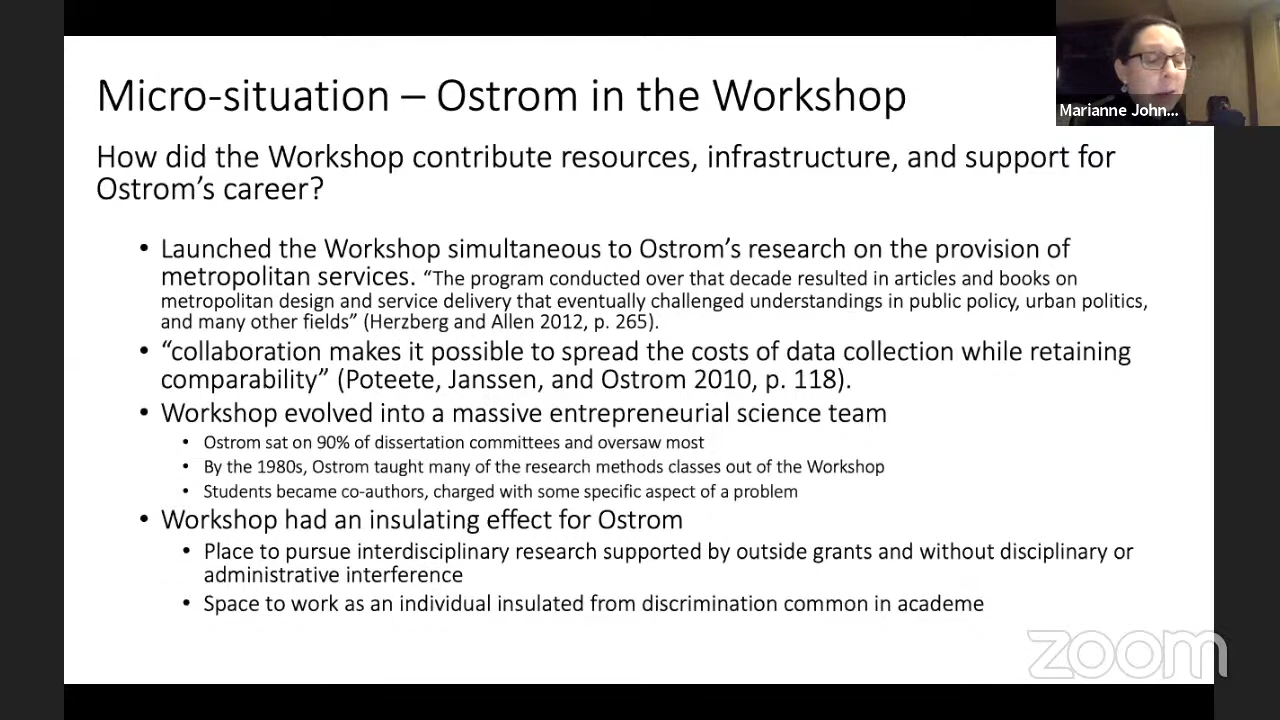 Micro-situation – Ostrom in the Workshop
Marianne John...
How did the Workshop contribute resources, infrastructure, and support for
Ostrom's career?
• Launched the Workshop simultaneous to Ostrom's research on the provision of
metropolitan services. “The program conducted over that decade resulted in articles and books on
metropolitan design and service delivery that eventually challenged understandings in public policy, urban politics,
and many other fields” (Herzberg and Allen 2012, p. 265).
• “collaboration makes it possible to spread the costs of data collection while retaining
comparability” (Poteete, Janssen, and Ostrom 2010, p. 118).
• Workshop evolved into a massive entrepreneurial science team
• Ostrom sat on 90% of dissertation committees and oversaw most
• By the 1980s, Ostrom taught many of the research methods classes out of the Workshop
• Students became co-authors, charged with some specific aspect of a problem
• Workshop had an insulating effect for Ostrom
• Place to pursue interdisciplinary research supported by outside grants and without disciplinary or
administrative interference
• Space to work as an individual insulated from discrimination common in academe
zoom